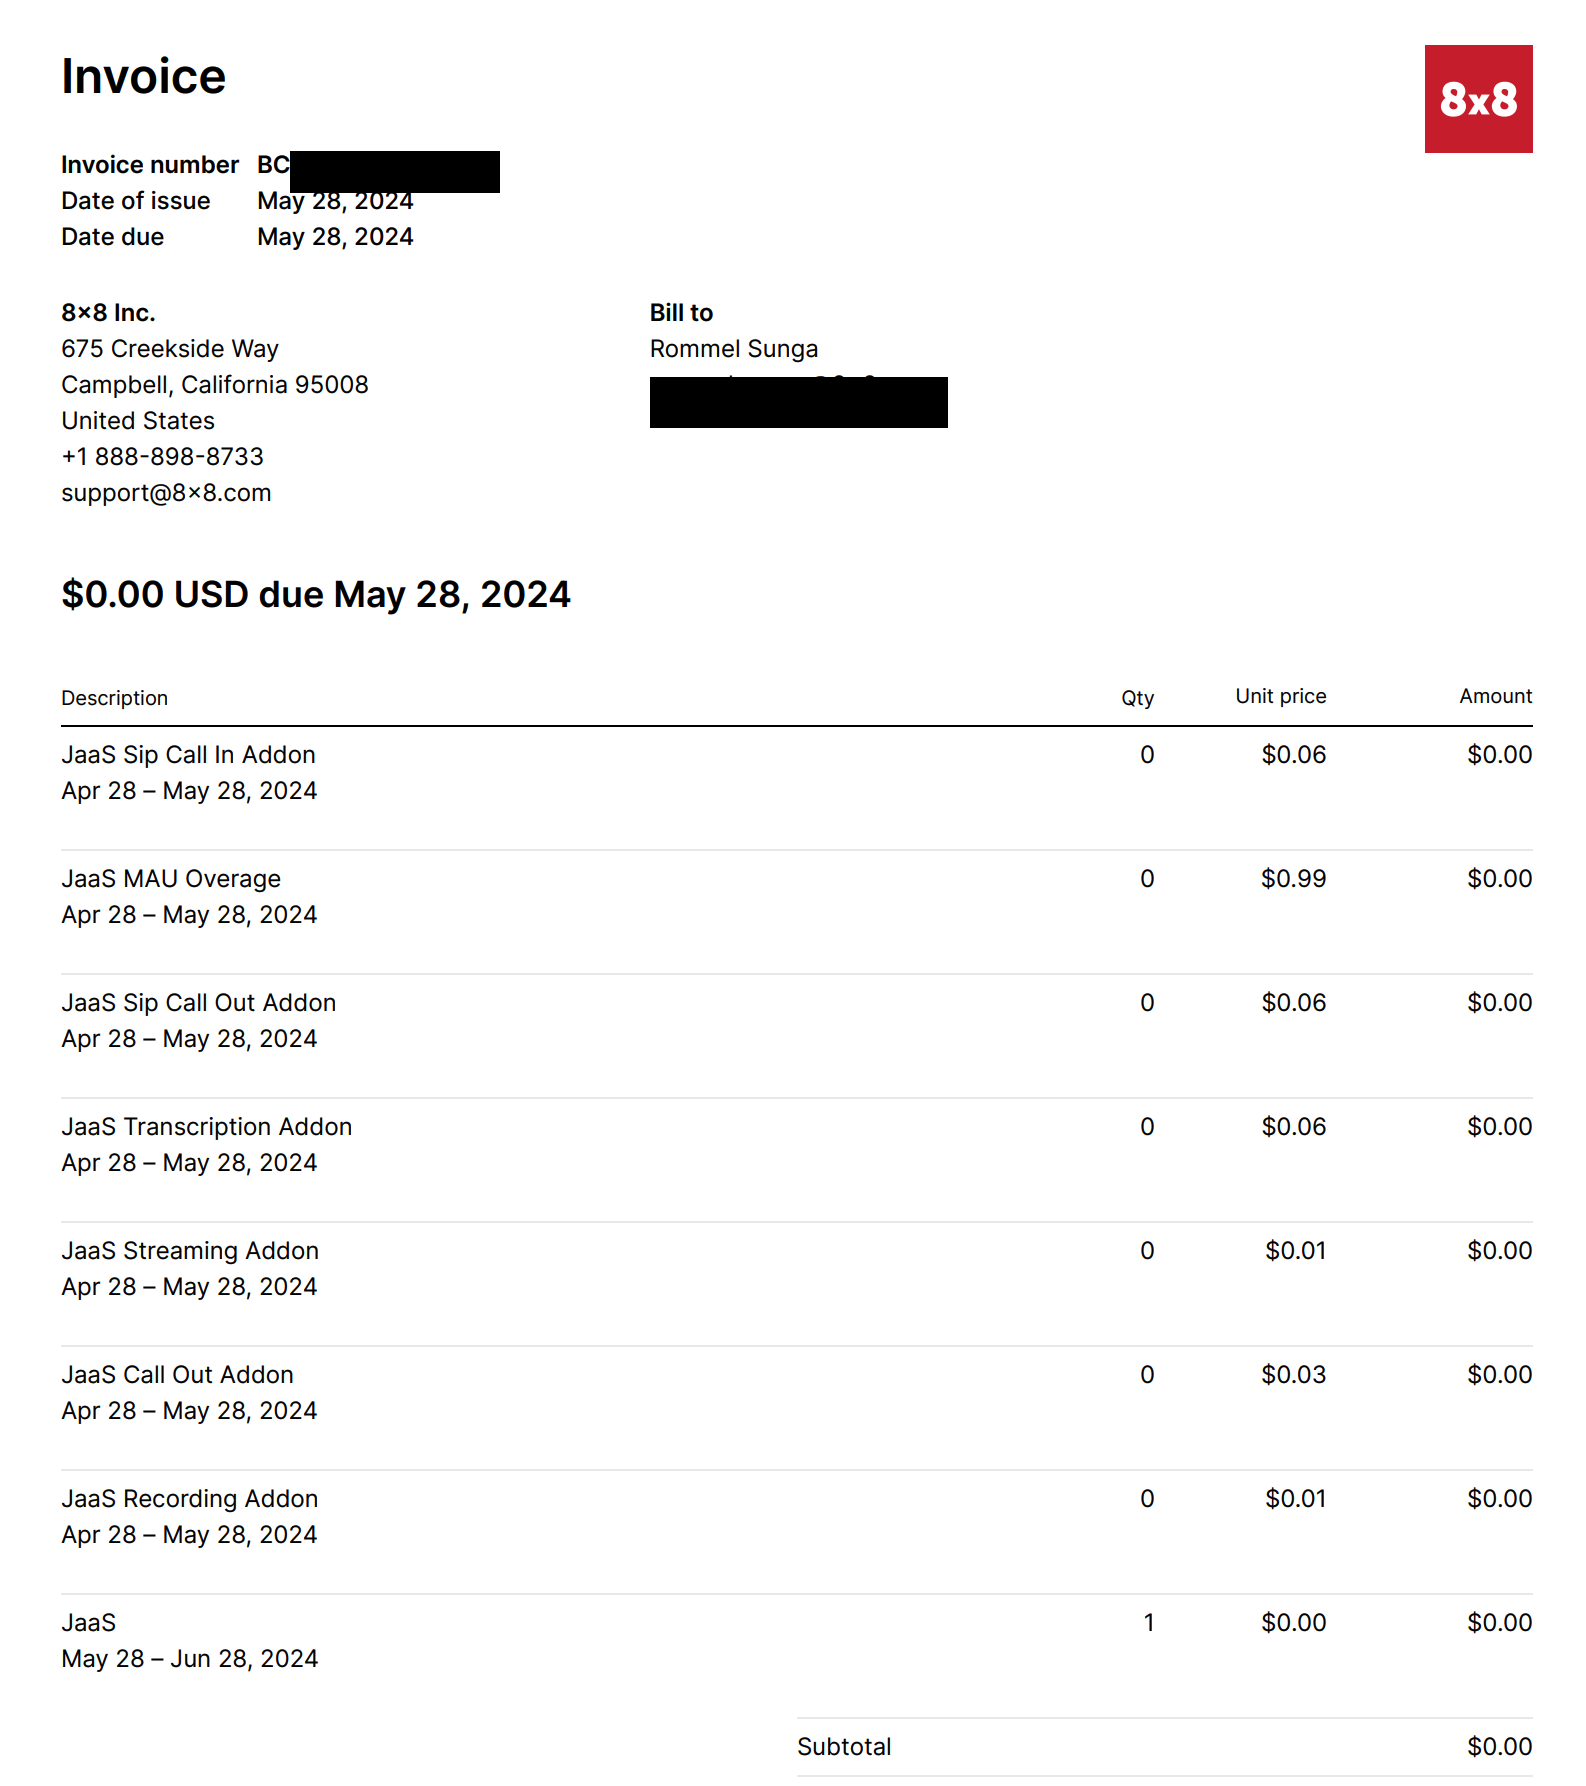 Invoice
8x8
Invoice number BC
Date of issue May 28, 2024
Date due May 28, 2024
8×8 Inc.
675 Creekside Way
Campbell, California 95008
United States
+1 888-898-8733
support@8×8.com
Bill to
Rommel Sunga
$0.00 USD due May 28, 2024
Description Qty Unit price Amount
JaaS Sip Call In Addon 0 $0.06 $0.00
Apr 28 – May 28, 2024
JaaS MAU Overage 0 $0.99 $0.00
Apr 28 – May 28, 2024
JaaS Sip Call Out Addon 0 $0.06 $0.00
Apr 28 – May 28, 2024
JaaS Transcription Addon 0 $0.06 $0.00
Apr 28 – May 28, 2024
JaaS Streaming Addon 0 $0.01 $0.00
Apr 28 – May 28, 2024
JaaS Call Out Addon 0 $0.03 $0.00
Apr 28 – May 28, 2024
JaaS Recording Addon 0 $0.01 $0.00
Apr 28 – May 28, 2024
JaaS 1 $0.00 $0.00
May 28 – Jun 28, 2024
Subtotal $0.00